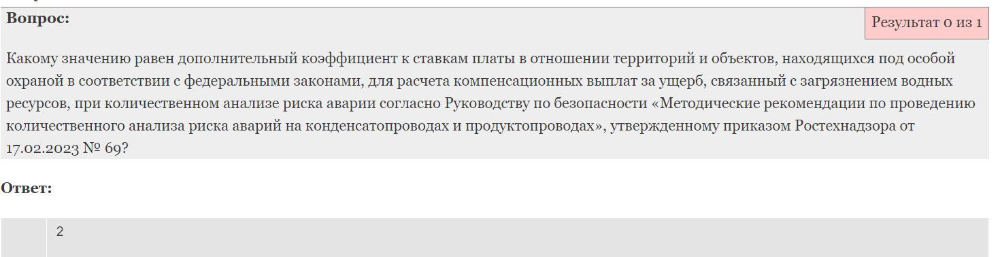 Вопрос:
Результат 0 из 1
Какому значению равен дополнительный коэффициент к ставкам платы в отношении территорий и объектов, находящихся под особой
охраной в соответствии с федеральными законами, для расчета компенсационных выплат за ущерб, связанный с загрязнением водных
ресурсов, при количественном анализе риска аварии согласно Руководству по безопасности «Методические рекомендации по проведению
количественного анализа риска аварий на конденсатопроводах и продуктопроводах», утвержденному приказом Ростехнадзора от
17.02.2023 № 69?
Ответ:
2